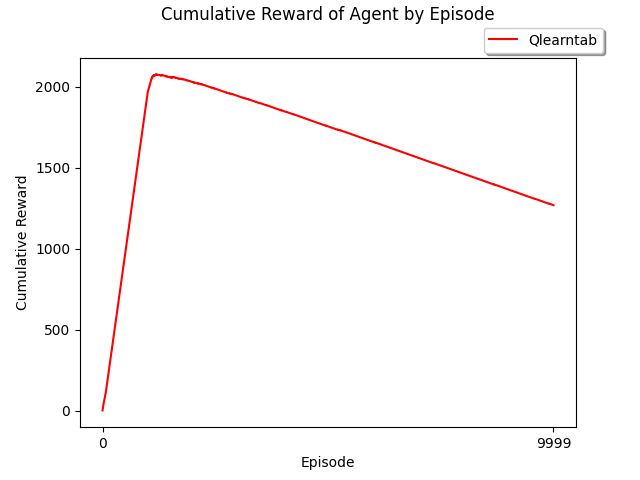 Cumulative Reward of Agent by Episode
Qlearntab
2000
1500
1000
500
0
Cumulative Reward
0
9999
Episode